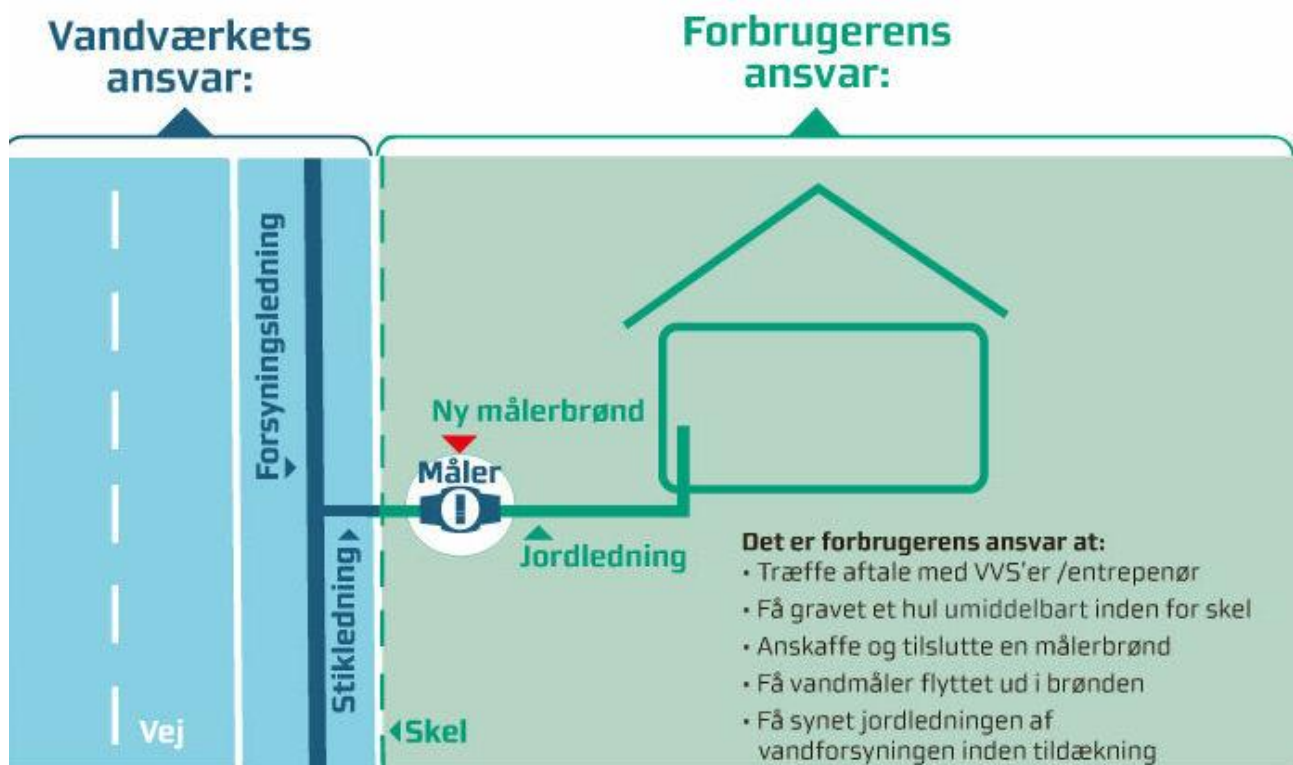 Vandværkets
ansvar:
Forbrugerens
ansvar:
Forsyningsledning
Ny målerbrønd
Måler
Jordledning
Stikledning
Vej
Skel
Det er forbrugerens ansvar at:
• Træffe aftale med VVS'er /entrepenør
• Få gravet et hul umiddelbart inden for skel
• Anskaffe og tilslutte en målerbrønd
• Få vandmåler flyttet ud i brønden
• Få synet jordledningen af
vandforsyningen inden tildækning